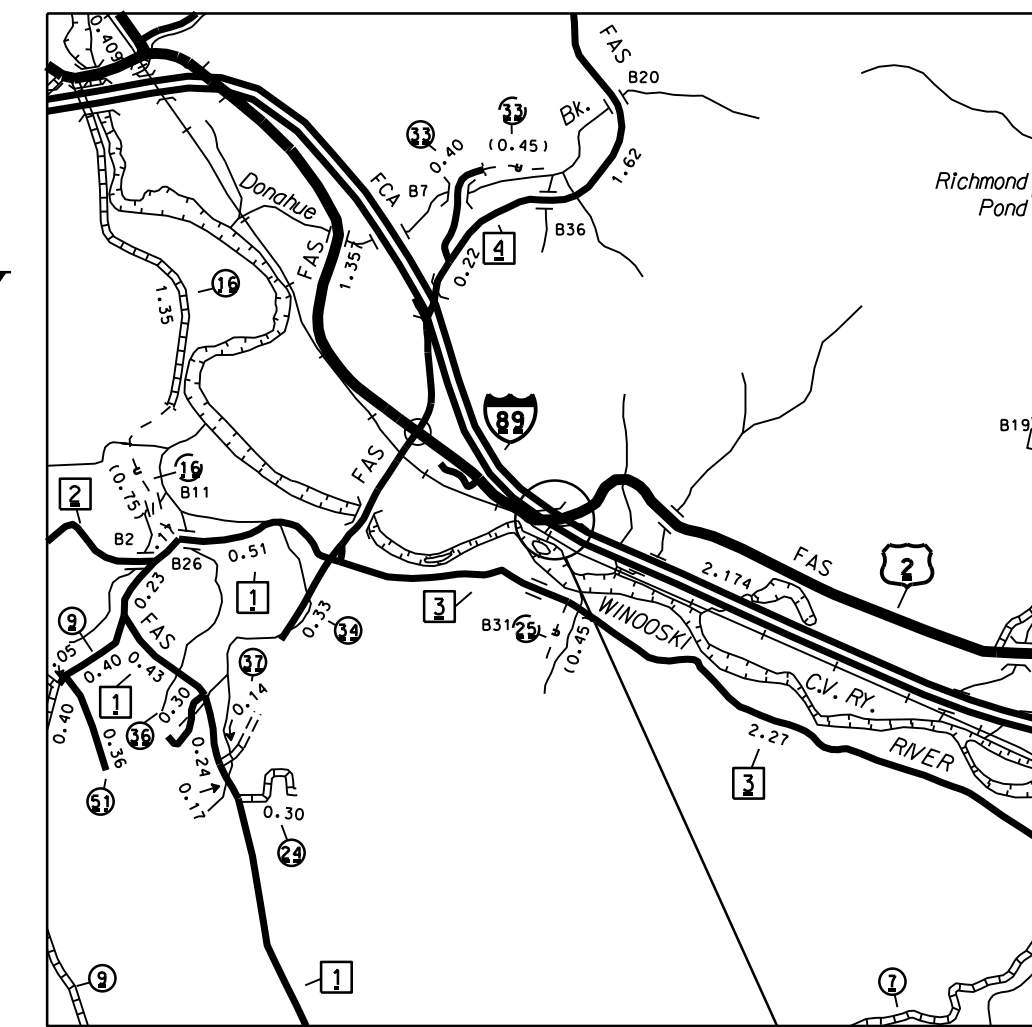 0.409
FAS
B20
33
Bk.
33
(0.45)
0.40
1.62
FCA
B7
Donahue
Richmond
Pond
B36
4
FAS
1.357
0.22
16
1.35
89
B19
FAS
16
(0.75)
B11
2
B2
.17
B26
0.51
FAS
2
2.174
0.23
1
3
WINOOSKI
9
FAS
0.33
34
B31
25
(0.45)
.05
0.40
0.43
37
C.V. RY.
1
0.30
0.14
0.40
36
2.27
0.36
0.24
RIVER
3
51
0.17
0.30
24
9
1
7